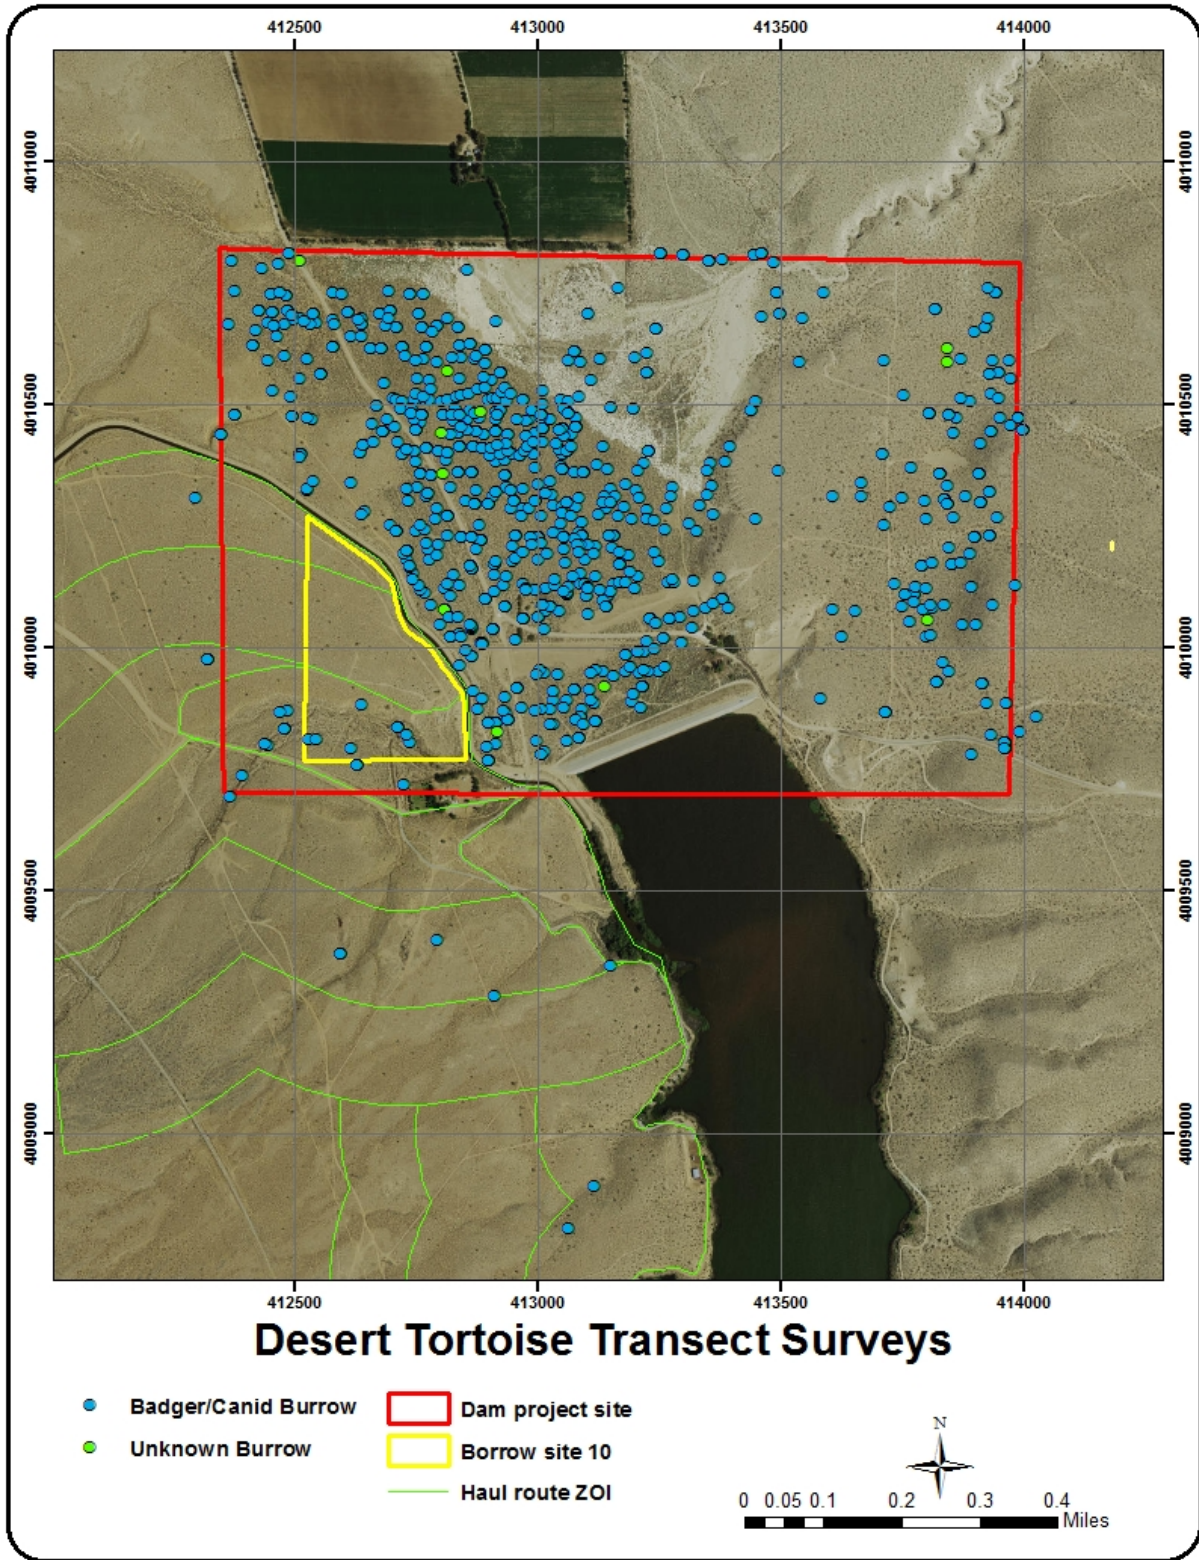 412500 413000 413500 414000
4011000 4011000
4010500 4010500
4010000 4010000
4009500 4009500
4009000 4009000
412500 413000 413500 414000
Desert Tortoise Transect Surveys
Badger/Canid Burrow
Unknown Burrow
Dam project site
Borrow site 10
Haul route ZOI
N
0 0.05 0.1 0.2 0.3 0.4
Miles